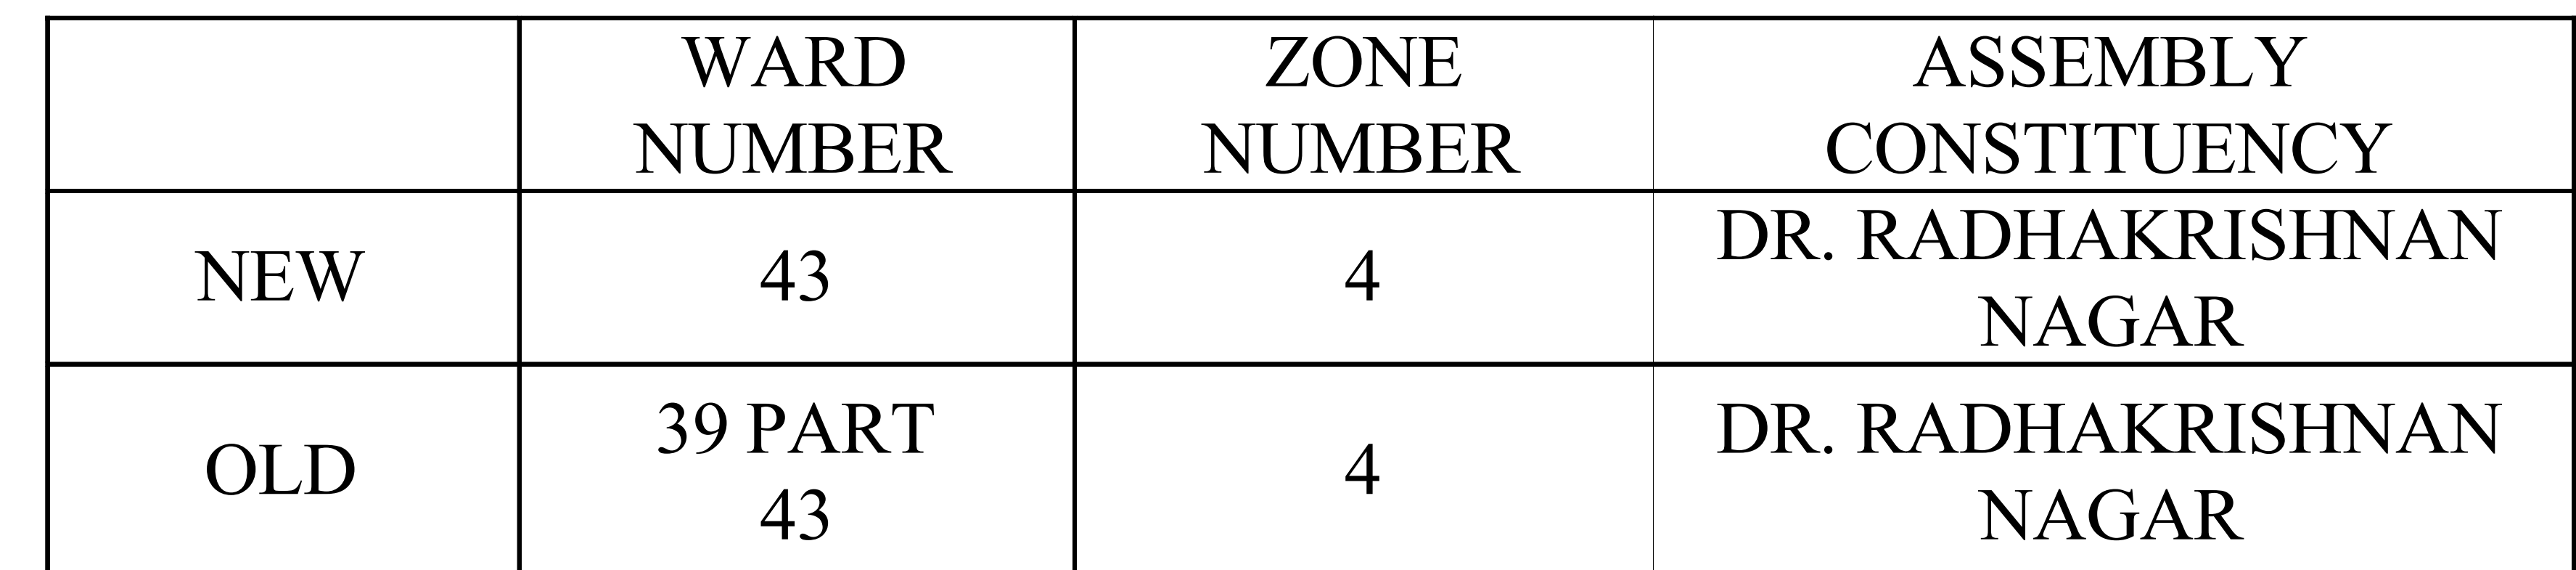 WARD
NUMBER
ZONE
NUMBER
ASSEMBLY
CONSTITUENCY
NEW
43
4
DR. RADHAKRISHNAN
NAGAR
OLD
39 PART
43
4
DR. RADHAKRISHNAN
NAGAR